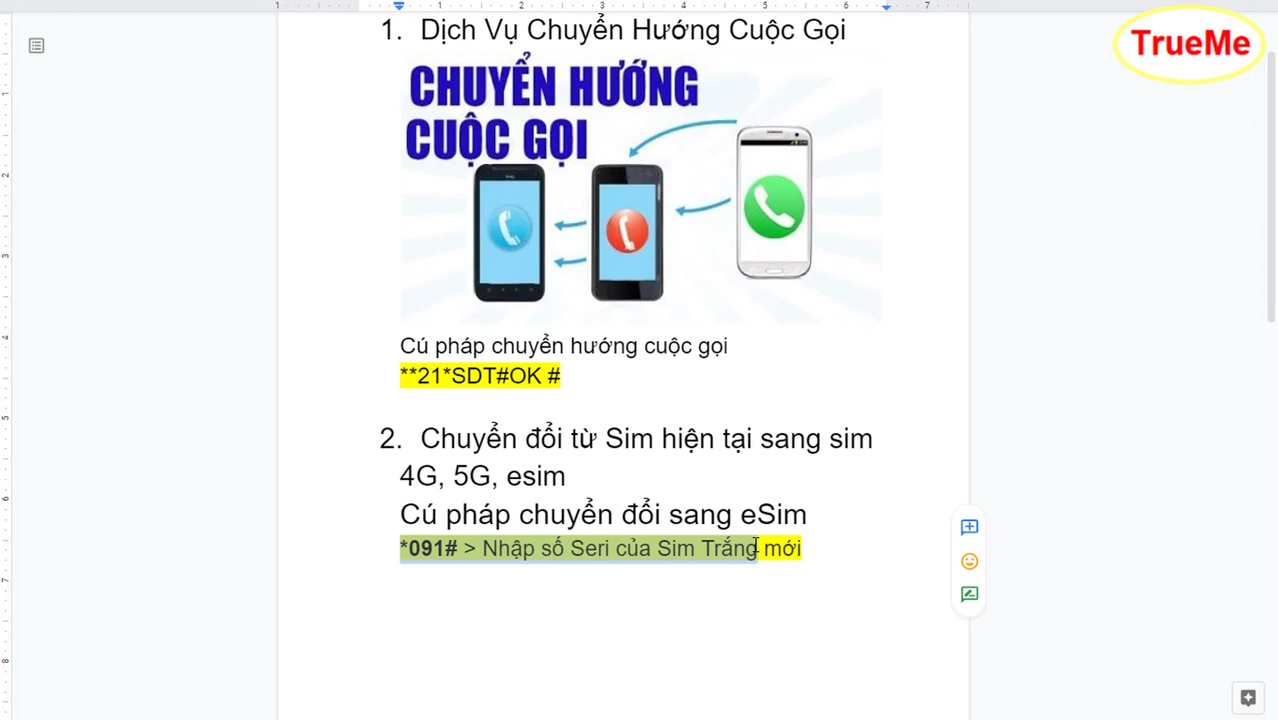 TrueMe
1. Dịch Vụ Chuyển Hướng Cuộc Gọi
CHUYỂN HƯỚNG
CUỘC GỌI
Cú pháp chuyển hướng cuộc gọi
**21*SDT#OK #
2. Chuyển đổi từ Sim hiện tại sang sim
4G, 5G, esim
Cú pháp chuyển đổi sang eSim
*091# > Nhập số Seri của Sim Trắng mới